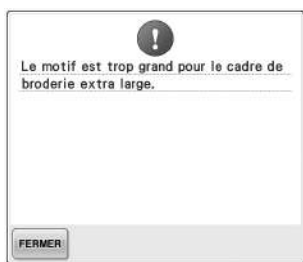 Le motif est trop grand pour le cadre de
broderie extra large.
FERMER